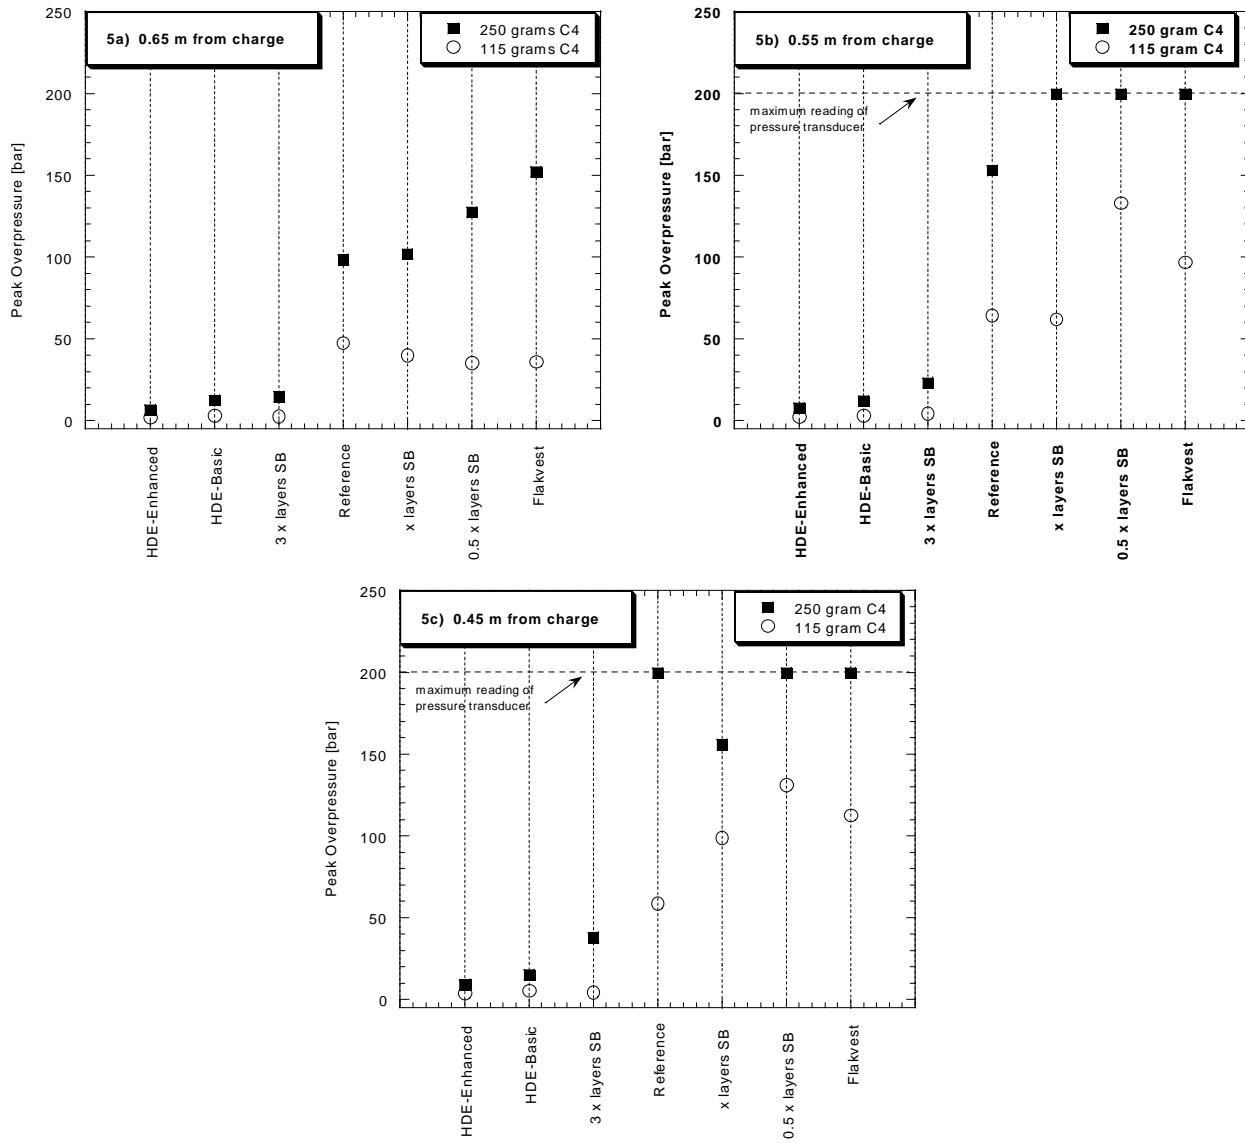 5a) 0.65 m from charge
250 grams C4
115 grams C4
Peak Overpressure [bar]
250
200
150
100
50
0
HDE-Enhanced
HDE-Basic
3 x layers SB
Reference
x layers SB
0.5 x layers SB
Flakvest
5b) 0.55 m from charge
250 grams C4
115 gram C4
maximum reading of
pressure transducer
Peak Overpressure [bar]
250
200
150
100
50
0
HDE-Enhanced
HDE-Basic
3 x layers SB
Reference
x layers SB
0.5 x layers SB
Flakvest
5c) 0.45 m from charge
250 gram C4
115 gram C4
maximum reading of
pressure transducer
Peak Overpressure [bar]
250
200
150
100
50
0
HDE-Enhanced
HDE-Basic
3 x layers SB
Reference
x layers SB
0.5 x layers SB
Flakvest